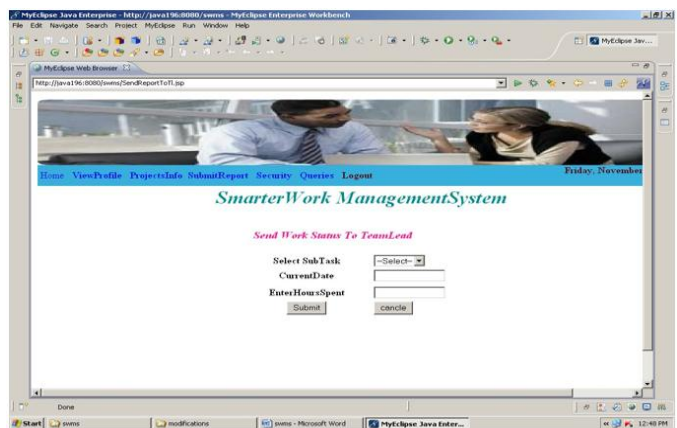 MyEclipse Java Enterprise - http://java196:8080/swms - MyEclipse Enterprise Workbench
File Edit Navigate Search Project MyEclipse Run Window Help
MyEclipse Jav...
MyEclipse Web Browser
http://java196:8080/swms/SendReportToTl.jsp
Home ViewProfile ProjectsInfo SubmitReport Security Queries Logout
Friday, November
SmarterWork ManagementSystem
Send Work Status To TeamLead
Select SubTask --Select--
CurrentDate
EnterHoursSpent
Submit cancle
Done
Start swms modifications swms - Microsoft Word MyEclipse Java Enter... 12:48 PM